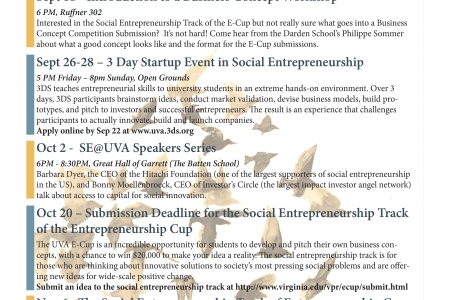 6 PM, Ruffner 302
Interested in the Social Entrepreneurship Track of the E-Cup but not really sure what goes into a Business
Concept Competition Submission?  It's not hard! Come hear from the Darden School's Philippe Sommer
about what a good concept looks like and the format for the E-Cup submissions.
Sept 26-28 – 3 Day Startup Event in Social Entrepreneurship
5 PM Friday – 8pm Sunday, Open Grounds
3DS teaches entrepreneurial skills to university students in an extreme hands-on environment. Over 3
days, 3DS participants brainstorm ideas, conduct market validation, devise business models, build pro-
totypes, and pitch to investors and successful entrepreneurs. The result is an experience that challenges
participants to actually innovate, build and launch companies.
Apply online by Sep 22 at www.uva.3ds.org
Oct 2 -  SE@UVA Speakers Series
6PM - 8:30PM, Great Hall of Garrett (The Batten School)
Barbara Dyer, the CEO of the Hitachi Foundation (one of the largest supporters of social entrepreneurship
in the US), and Bonny Moellenbrock, CEO of Investor's Circle (the largest impact investor angel network)
talk about access to capital for social innovation.
Oct 20 – Submission Deadline for the Social Entrepreneurship Track
of the Entrepreneurship Cup
The UVA E-Cup is an incredible opportunity for students to develop and pitch their own business con-
cepts, with a chance to win $20,000 to make your idea a reality. The social entrepreneurship track is for
those who are thinking about innovative solutions to society's most pressing social problems and are offer-
ing new ideas for wide-scale positive change.
Submit an idea to the social entrepreneurship track at http://www.virginia.edu/vpr/ecup/submit.html